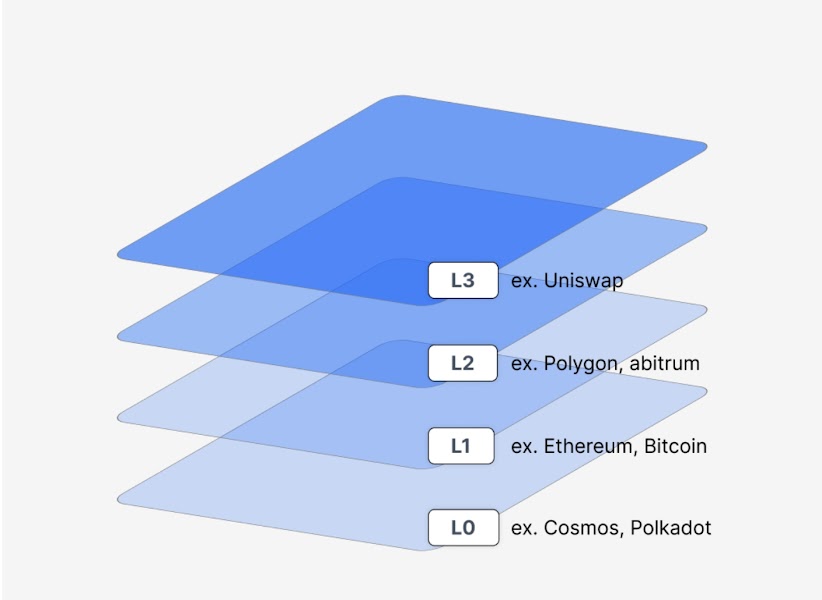 L3 ex. Uniswap
L2 ex. Polygon, abitrum
L1 ex. Ethereum, Bitcoin
L0 ex. Cosmos, Polkadot